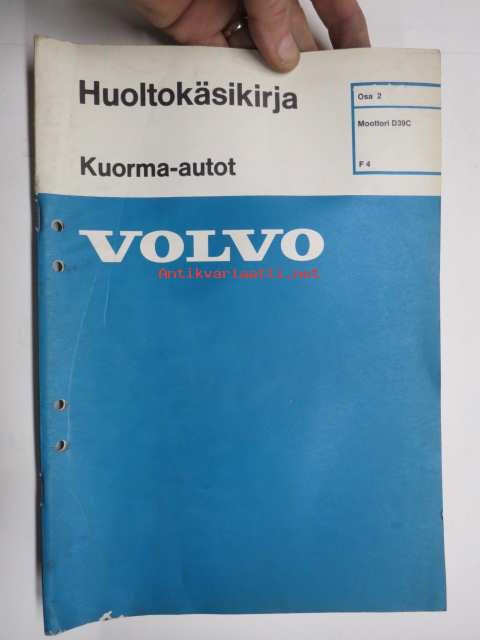 Huoltokäsikirja
Kuorma-autot
Osa 2
Moottori D39C
F 4
VOLVO
Antikvariaatti.net